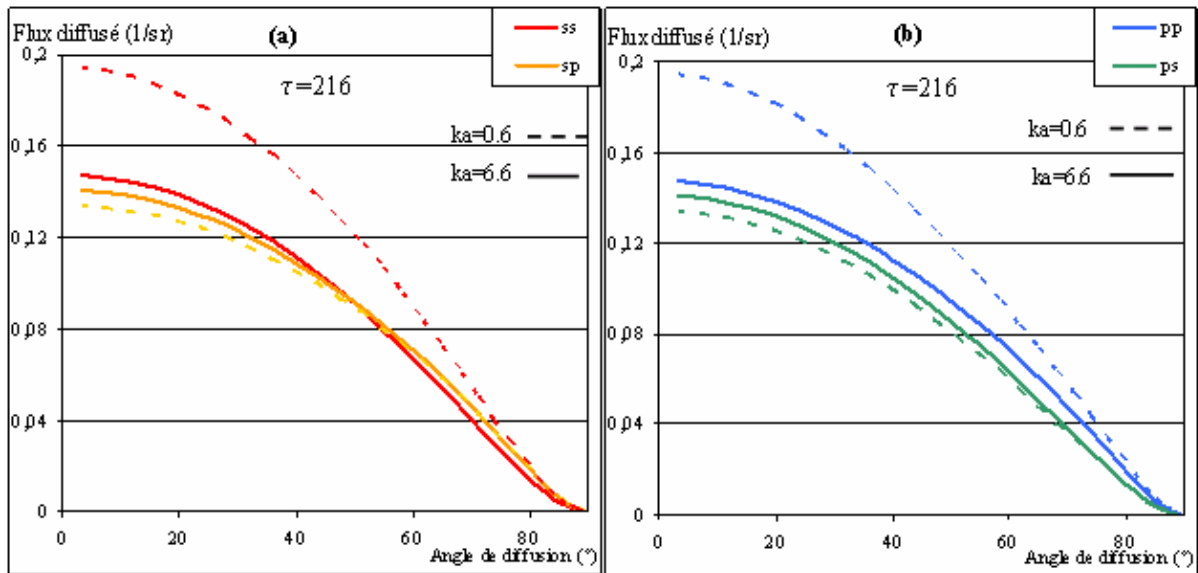 Flux diffusé (1/sr)
(a)
ss
sp
τ=216
ka=0.6
ka=6.6
0,2
0,16
0,12
0,08
0,04
0
0 20 40 60 80
Angle de diffusion (°)
Flux diffusé (1/sr)
(b)
pp
ps
τ=216
ka=0.6
ka=6.6
0,2
0,16
0,12
0,08
0,04
0
0 20 40 60 80
Angle de diffusion (°)